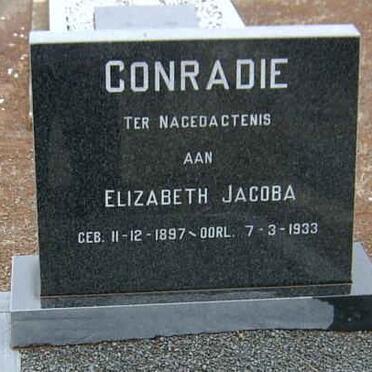 CONRADIE
TER NAGEDACTENIS
AAN
ELIZABETH JACOBA
GEB. 11-12-1897 ~ OORL. 7-3-1933